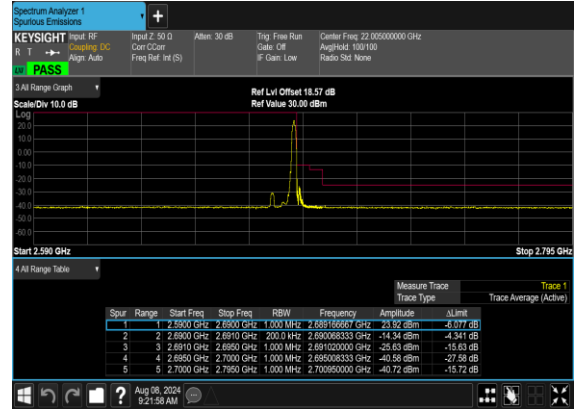 Spectrum Analyzer 1
Spurious Emissions
KEYSIGHT Input: RF Input Z: 50 Ω Atten: 30 dB Trig: Free Run Center Freq: 22.005000000 GHz
R T Coupling: DC Corr CCorr Gate: Off Avg|Hold: 100/100
Align: Auto Freq Ref: Int (S) IF Gain: Low Radio Std: None
PASS
3 All Range Graph
Ref Lvl Offset 18.57 dB
Scale/Div 10.0 dB Ref Value 30.00 dBm
Log
20.0
10.0
0.00
-10.0
-20.0
-30.0
-40.0
-50.0
-60.0
Start 2.590 GHz Stop 2.795 GHz
4 All Range Table
Measure Trace Trace 1
Trace Type Trace Average (Active)
Spur Range Start Freq Stop Freq RBW Frequency Amplitude ΔLimit
1 1 2.5900 GHz 2.6900 GHz 1.000 MHz 2.689166667 GHz 23.92 dBm -6.077 dB
2 2 2.6900 GHz 2.6910 GHz 200.0 kHz 2.690068333 GHz -14.34 dBm -4.341 dB
3 3 2.6910 GHz 2.6950 GHz 1.000 MHz 2.691020000 GHz -25.63 dBm -15.63 dB
4 4 2.6950 GHz 2.7000 GHz 1.000 MHz 2.695008333 GHz -40.58 dBm -27.58 dB
5 5 2.7000 GHz 2.7950 GHz 1.000 MHz 2.700950000 GHz -40.72 dBm -15.72 dB
? Aug 08, 2024
9:21:58 AM